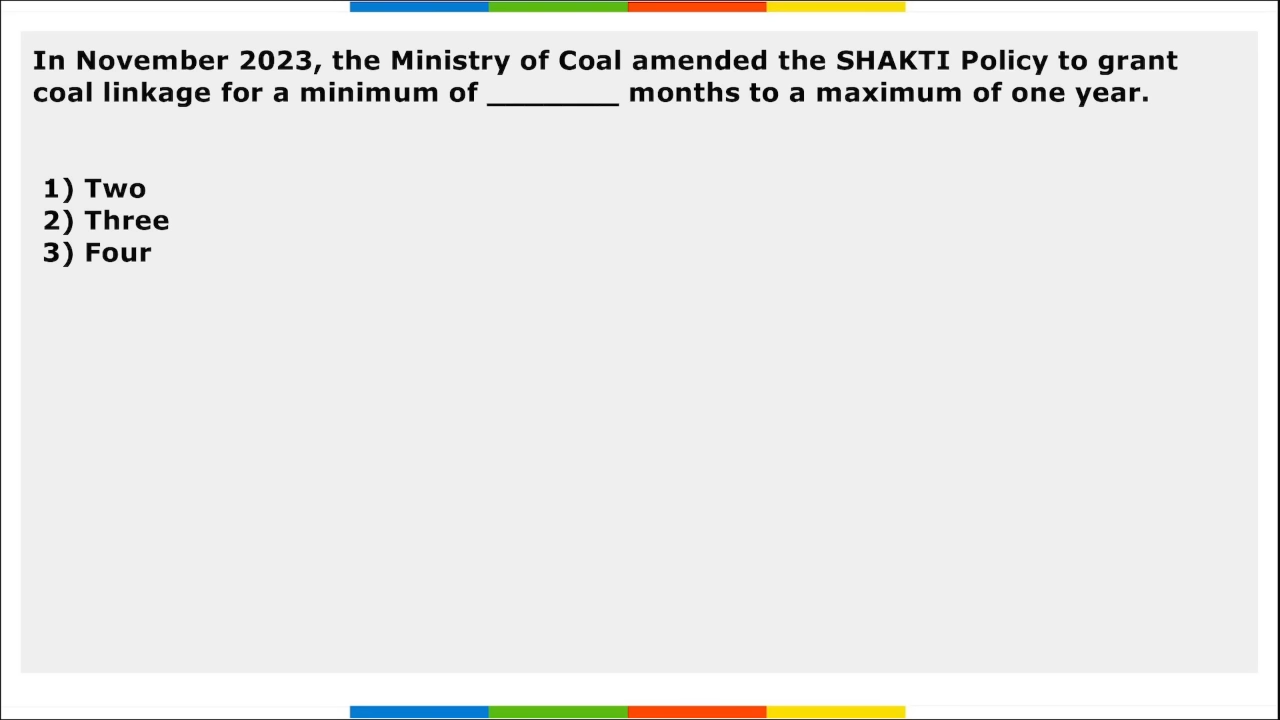 In November 2023, the Ministry of Coal amended the SHAKTI Policy to grant
coal linkage for a minimum of ________ months to a maximum of one year.
1) Two
2) Three
3) Four